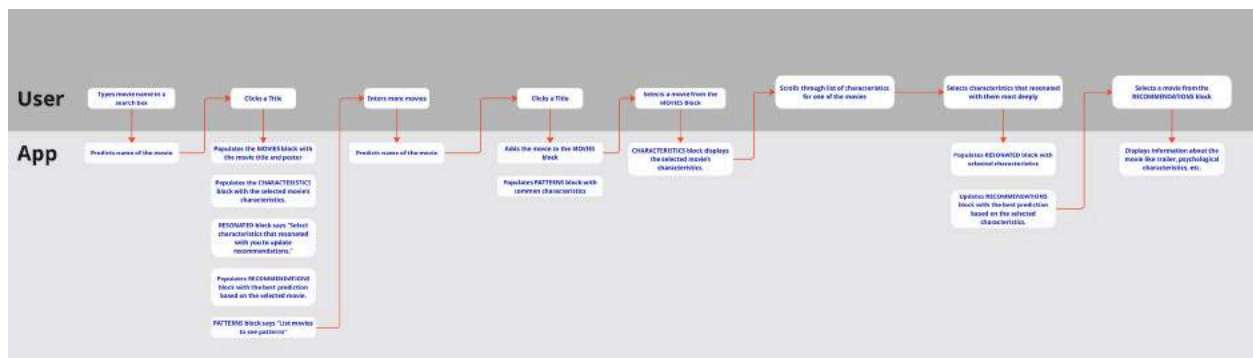 User
Types movie name in a
search box
Clicks a Title
Enters more movies
Clicks a Title
Selects a movie from the
MOVIES block
Scrolls through list of characteristics
for one of the movies
Selects characteristics that resonated
with them most deeply
Selects a movie from the
RECOMMENDATIONS block
App
Predicts name of the movie
Populates the MOVIES block with
the movie title and poster
Populates the CHARACTERISTICS
block with the selected movie's
characteristics.
RESONATED block says "Select
characteristics that resonated
with you to update
recommendations."
Populates RECOMMENDATIONS
block with the best prediction
based on the selected movie.
PATTERNS block says "List movies
to see patterns"
Predicts name of the movie
Adds the movie to the MOVIES
block
Populates PATTERNS block with
common characteristics
CHARACTERISTICS block displays
the selected movie's
characteristics.
Populates RESONATED block with
selected characteristics
Updates RECOMMENDATIONS
block with the best prediction
based on the selected
characteristics.
Displays information about the
movie like trailer, psychological
characteristics, etc.